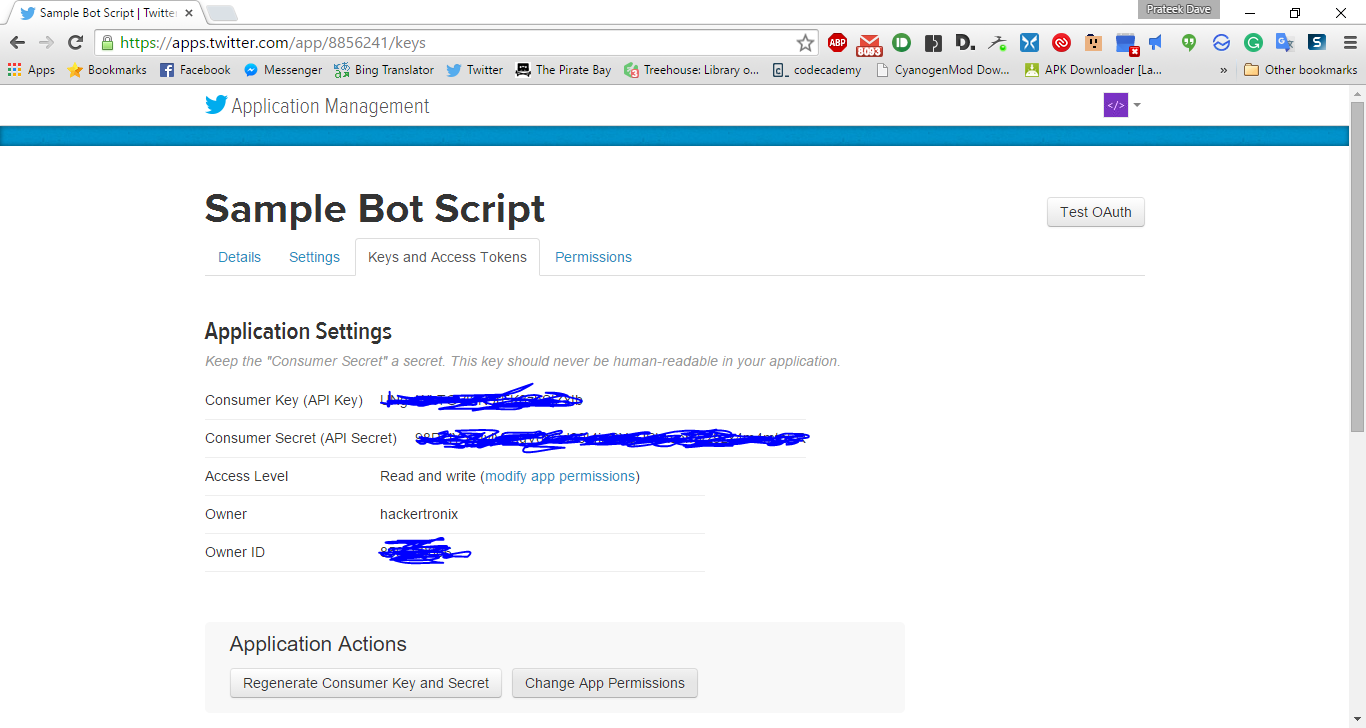 Sample Bot Script | Twitte
Prateek Dave
https://apps.twitter.com/app/8856241/keys
ABP
8093
D.
S
Apps Bookmarks Facebook Messenger Bing Translator Twitter The Pirate Bay Treehouse: Library o... codecademy CyanogenMod Dow... APK Downloader [La... » Other bookmarks
Application Management
</>
Sample Bot Script
Test OAuth
Details Settings Keys and Access Tokens Permissions
Application Settings
Keep the "Consumer Secret" a secret. This key should never be human-readable in your application.
Consumer Key (API Key)
Consumer Secret (API Secret)
Access Level Read and write (modify app permissions)
Owner hackertronix
Owner ID
Application Actions
Regenerate Consumer Key and Secret Change App Permissions